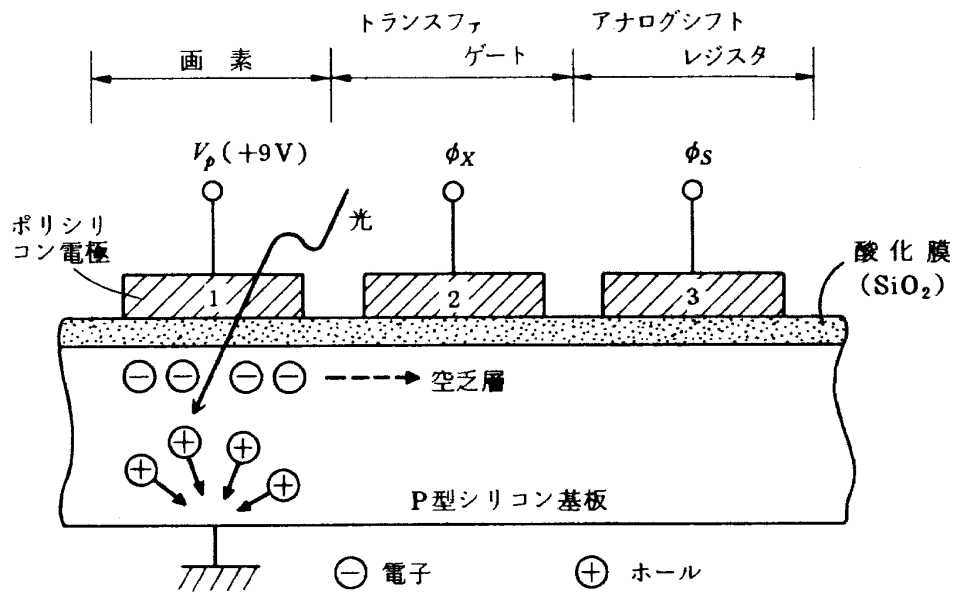 画素
トランスファ
ゲート
アナログシフト
レジスタ
V_p (+9V)
φ_X
φ_S
光
ポリシリ
コン電極
酸化膜
(SiO₂)
1
2
3
空乏層
P型シリコン基板
⊖ 電子
⊕ ホール